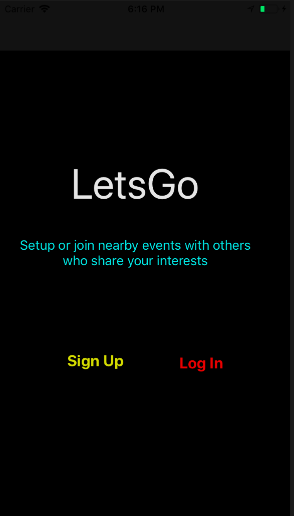 Carrier 6:16 PM
LetsGo
Setup or join nearby events with others
who share your interests
Sign Up Log In